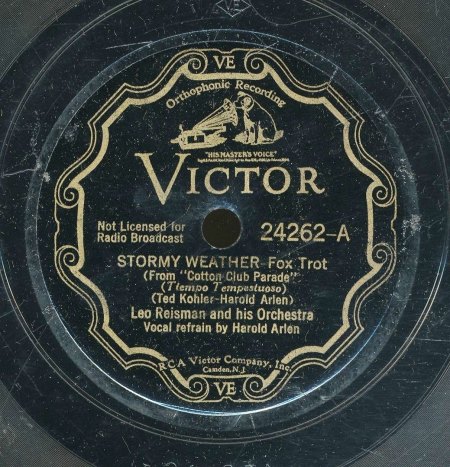 VE
VE
Orthophonic Recording
"HIS MASTER'S VOICE"
VICTOR
Not Licensed for
Radio Broadcast
24262-A
STORMY WEATHER-Fox Trot
(From "Cotton Club Parade")
(Tiempo Tempestuoso)
(Ted Kohler-Harold Arlen)
Leo Reisman and his Orchestra
Vocal refrain by Harold Arlen
RCA Victor Company, Inc.
Camden, N.J.
VE